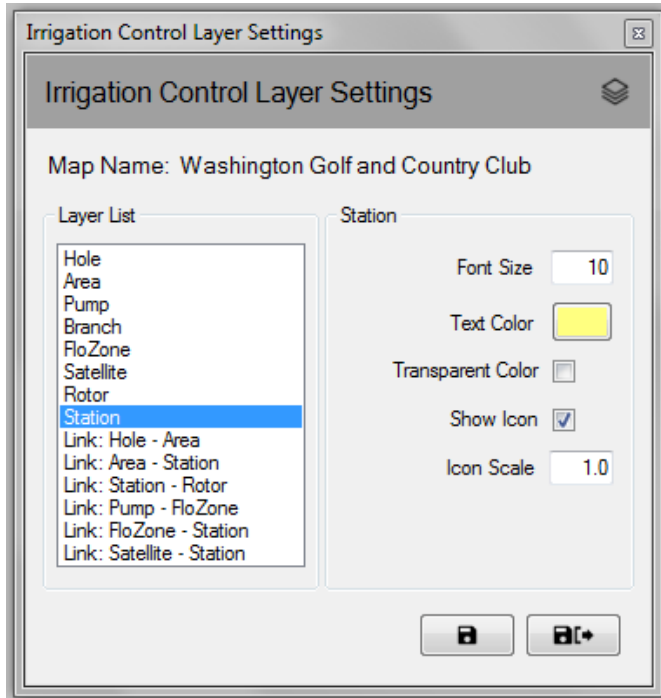 Irrigation Control Layer Settings
Irrigation Control Layer Settings
Map Name: Washington Golf and Country Club
Layer List
Hole
Area
Pump
Branch
FloZone
Satellite
Rotor
Station
Link: Hole - Area
Link: Area - Station
Link: Station - Rotor
Link: Pump - FloZone
Link: FloZone - Station
Link: Satellite - Station
Station
Font Size 10
Text Color
Transparent Color
Show Icon
Icon Scale 1.0